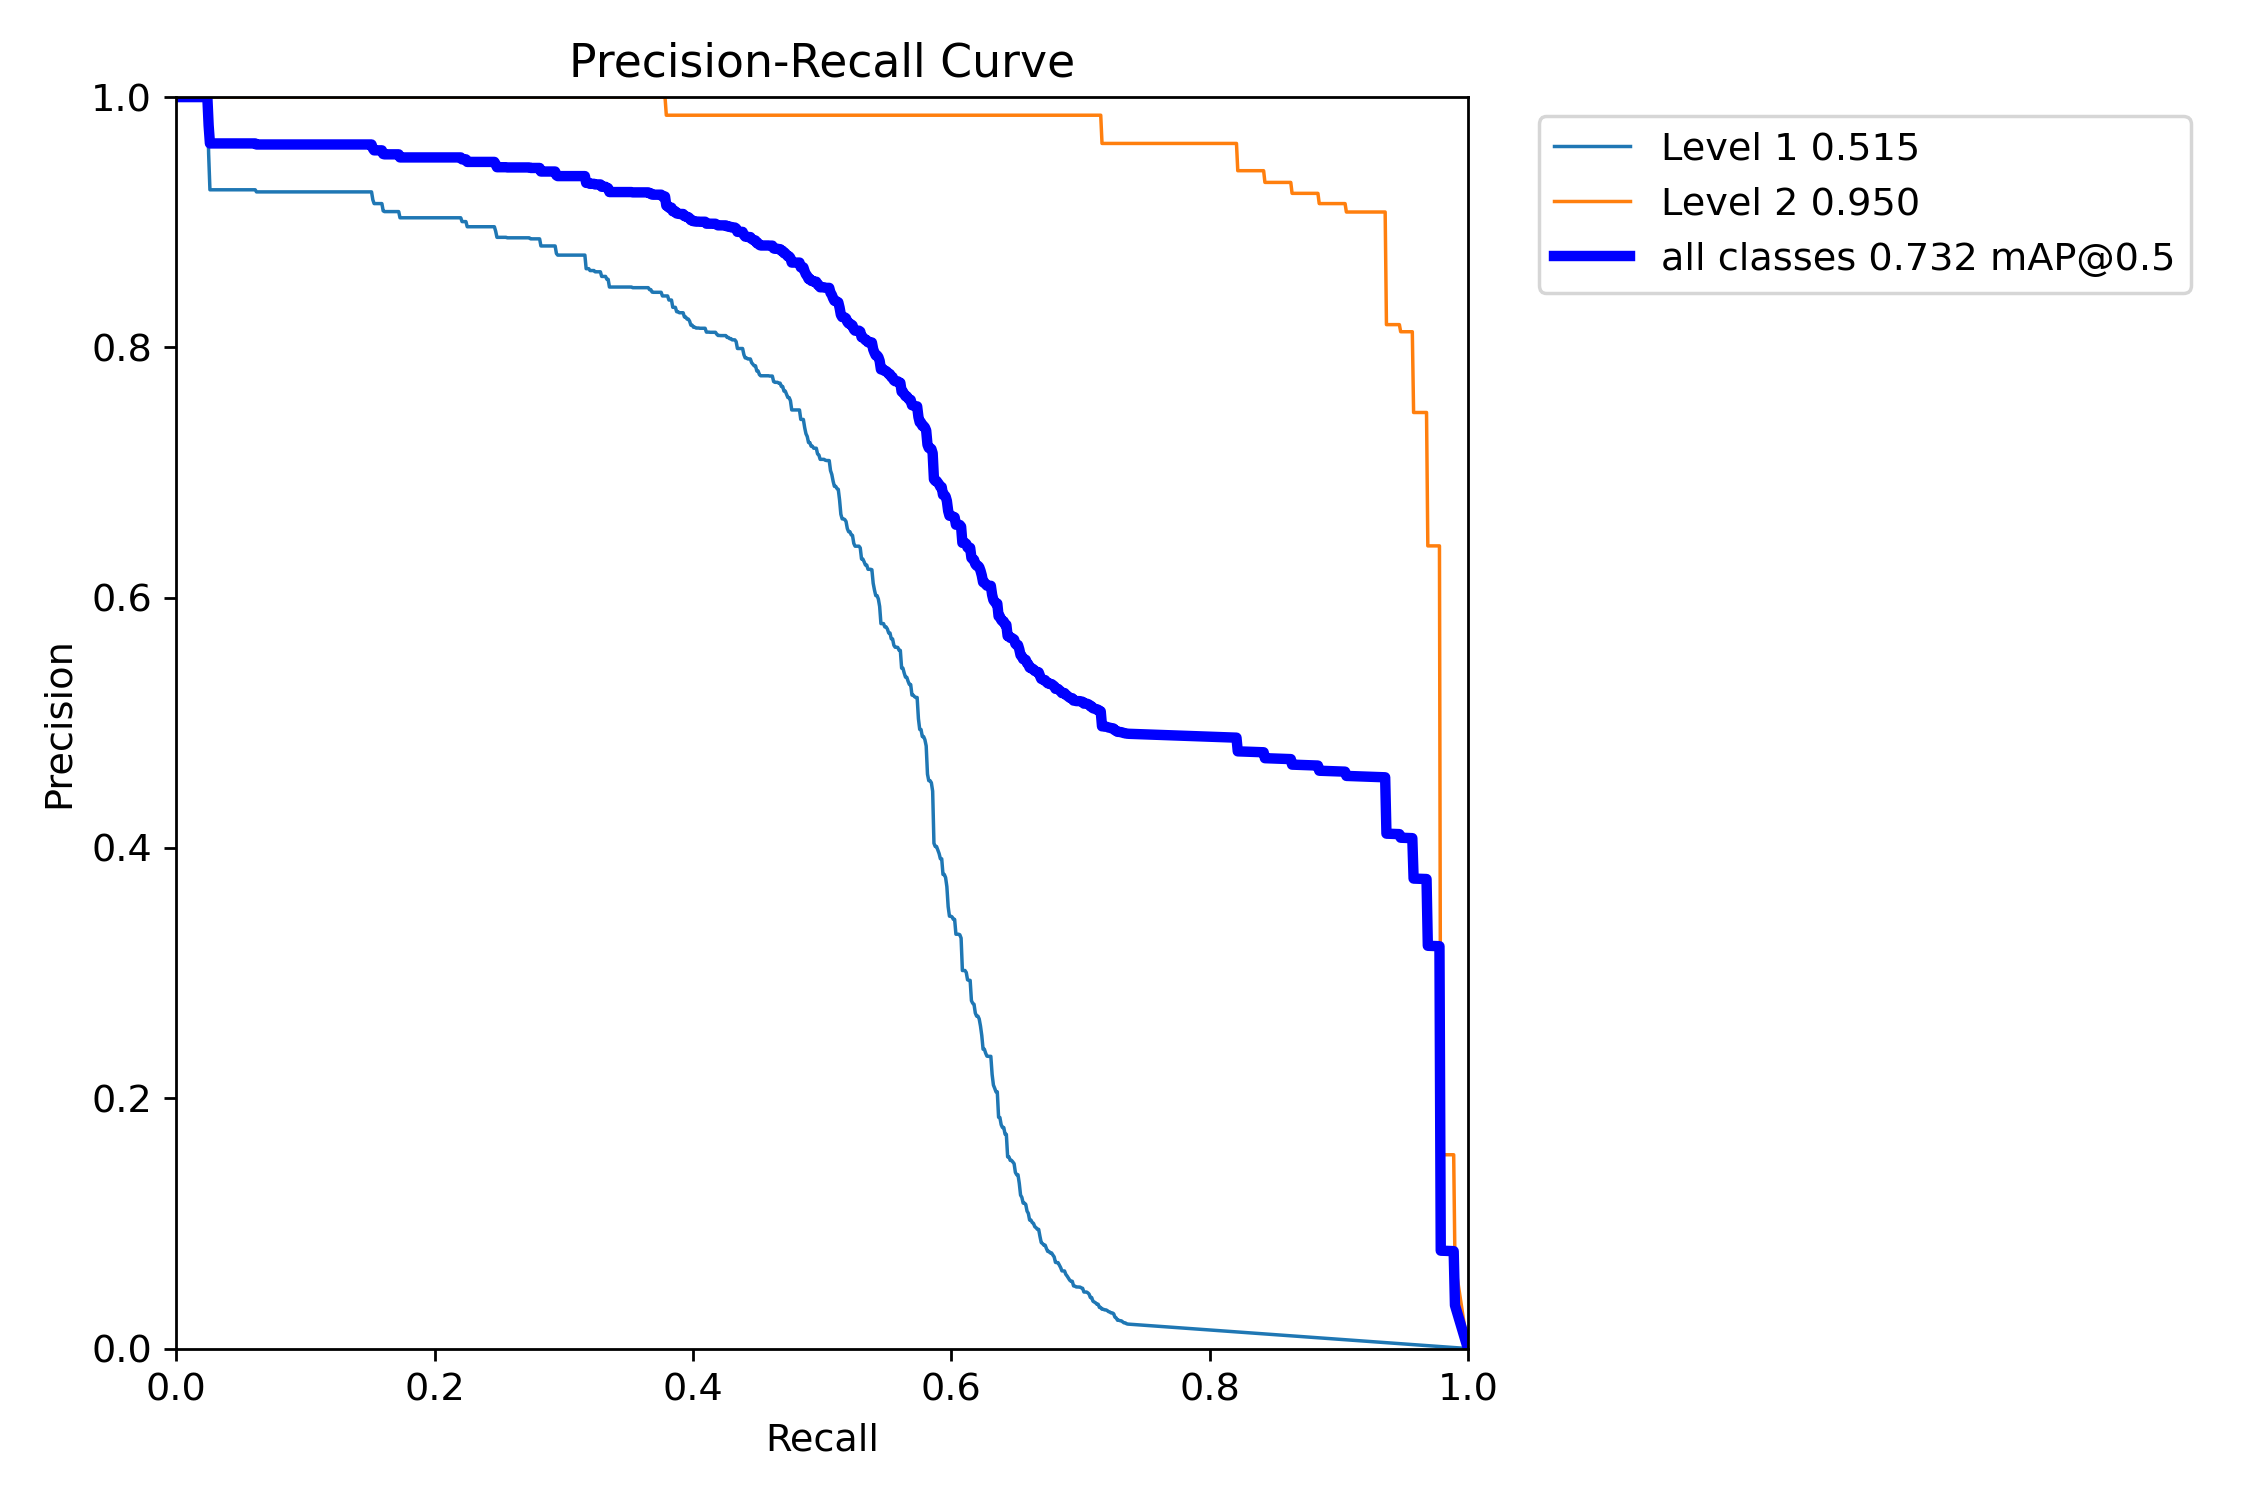 Precision-Recall Curve
1.0
0.8
0.6
0.4
0.2
0.0
Precision
0.0 0.2 0.4 0.6 0.8 1.0
Recall
Level 1 0.515
Level 2 0.950
all classes 0.732 mAP@0.5